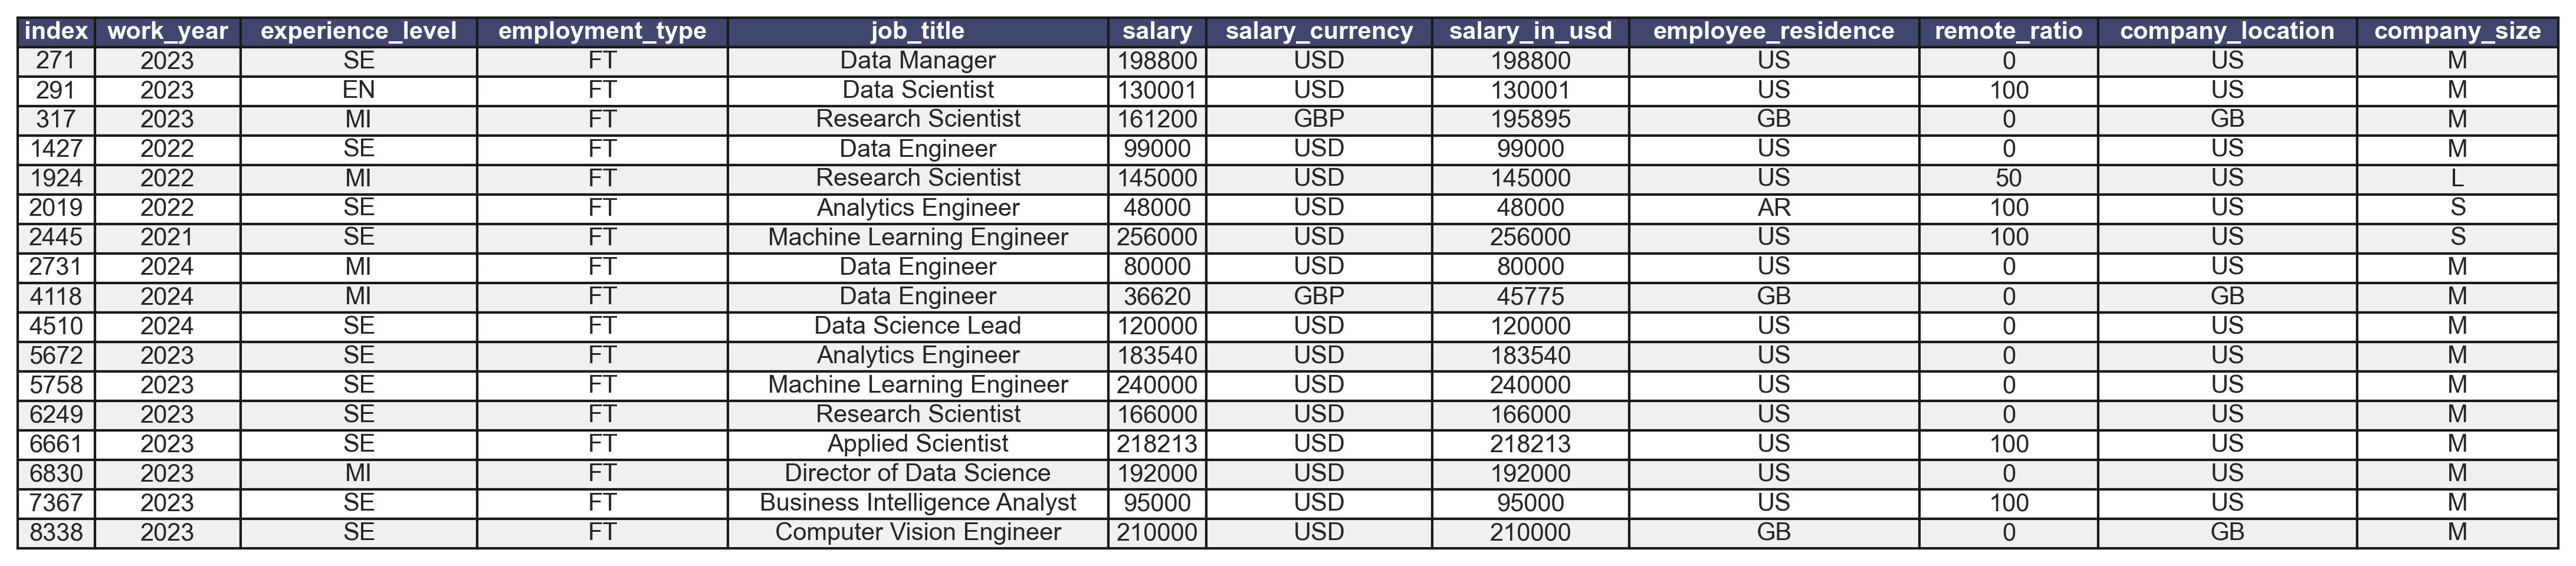 index work_year experience_level employment_type job_title salary salary_currency salary_in_usd employee_residence remote_ratio company_location company_size
271 2023 SE FT Data Manager 198800 USD 198800 US 0 US M
291 2023 EN FT Data Scientist 130001 USD 130001 US 100 US M
317 2023 MI FT Research Scientist 161200 GBP 195895 GB 0 GB M
1427 2022 SE FT Data Engineer 99000 USD 99000 US 0 US M
1924 2022 MI FT Research Scientist 145000 USD 145000 US 50 US L
2019 2022 SE FT Analytics Engineer 48000 USD 48000 AR 100 US S
2445 2021 SE FT Machine Learning Engineer 256000 USD 256000 US 100 US S
2731 2024 MI FT Data Engineer 80000 USD 80000 US 0 US M
4118 2024 MI FT Data Engineer 36620 GBP 45775 GB 0 GB M
4510 2024 SE FT Data Science Lead 120000 USD 120000 US 0 US M
5672 2023 SE FT Analytics Engineer 183540 USD 183540 US 0 US M
5758 2023 SE FT Machine Learning Engineer 240000 USD 240000 US 0 US M
6249 2023 SE FT Research Scientist 166000 USD 166000 US 0 US M
6661 2023 SE FT Applied Scientist 218213 USD 218213 US 100 US M
6830 2023 MI FT Director of Data Science 192000 USD 192000 US 0 US M
7367 2023 SE FT Business Intelligence Analyst 95000 USD 95000 US 100 US M
8338 2023 SE FT Computer Vision Engineer 210000 USD 210000 GB 0 GB M